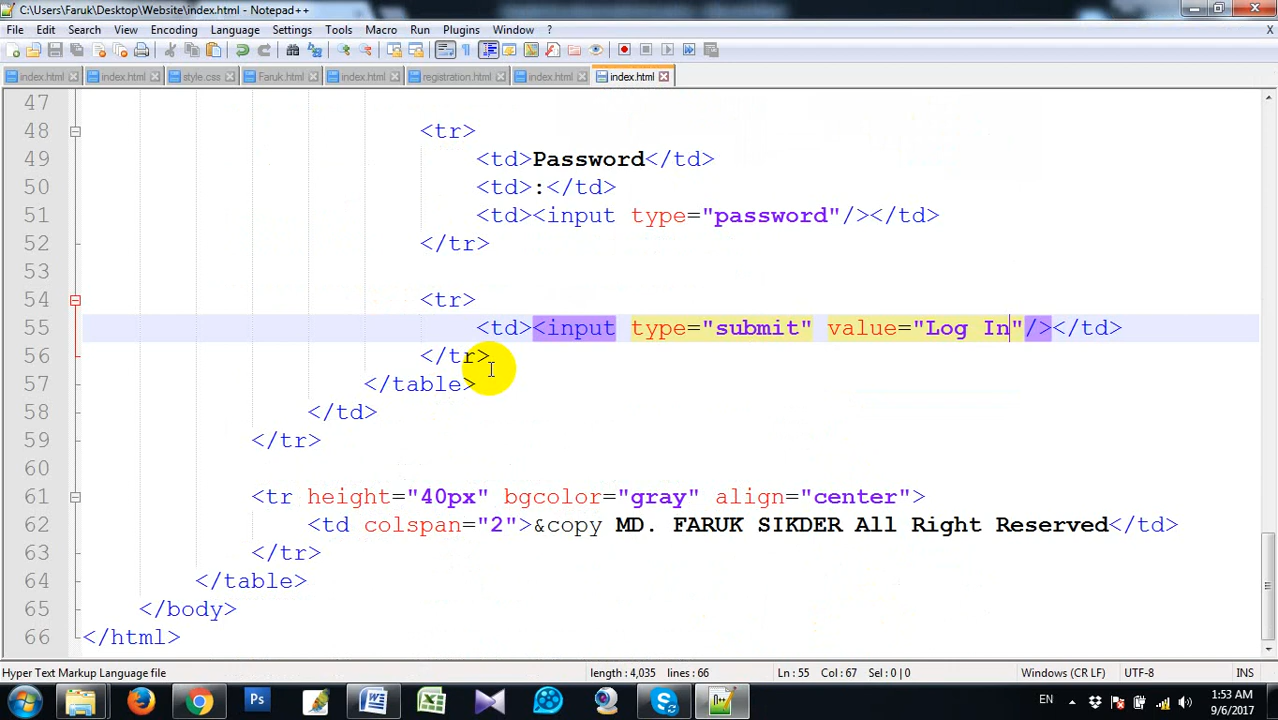 C:\Users\Faruk\Desktop\Website\index.html - Notepad++
File Edit Search View Encoding Language Settings Tools Macro Run Plugins Window ? X
index.html index.html style.css Faruk.html index.html registration.html index.html index.html
47
48 <tr>
49 <td>Password</td>
50 <td>:</td>
51 <td><input type="password"/></td>
52 </tr>
53
54 <tr>
55 <td><input type="submit" value="Log In"/></td>
56 </tr>
57 </table>
58 </td>
59 </tr>
60
61 <tr height="40px" bgcolor="gray" align="center">
62 <td colspan="2">&copy MD. FARUK SIKDER All Right Reserved</td>
63 </tr>
64 </table>
65 </body>
66 </html>
Hyper Text Markup Language file length : 4,035 lines : 66 Ln : 55 Col : 67 Sel : 0 | 0 Windows (CR LF) UTF-8 INS
EN 1:53 AM
9/6/2017